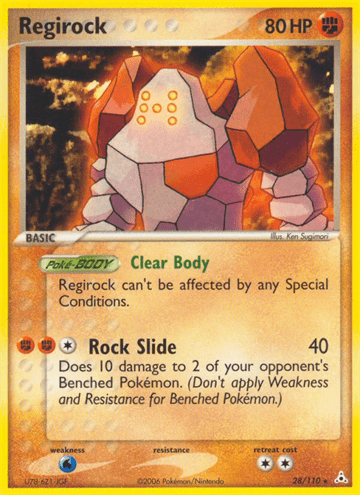 Regirock 80 HP
BASIC
Illus. Ken Sugimori
Poké-BODY Clear Body
Regirock can't be affected by any Special
Conditions.
Rock Slide 40
Does 10 damage to 2 of your opponent's
Benched Pokémon. (Don't apply Weakness
and Resistance for Benched Pokémon.)
weakness resistance retreat cost
©2006 Pokémon/Nintendo 28/110 ★